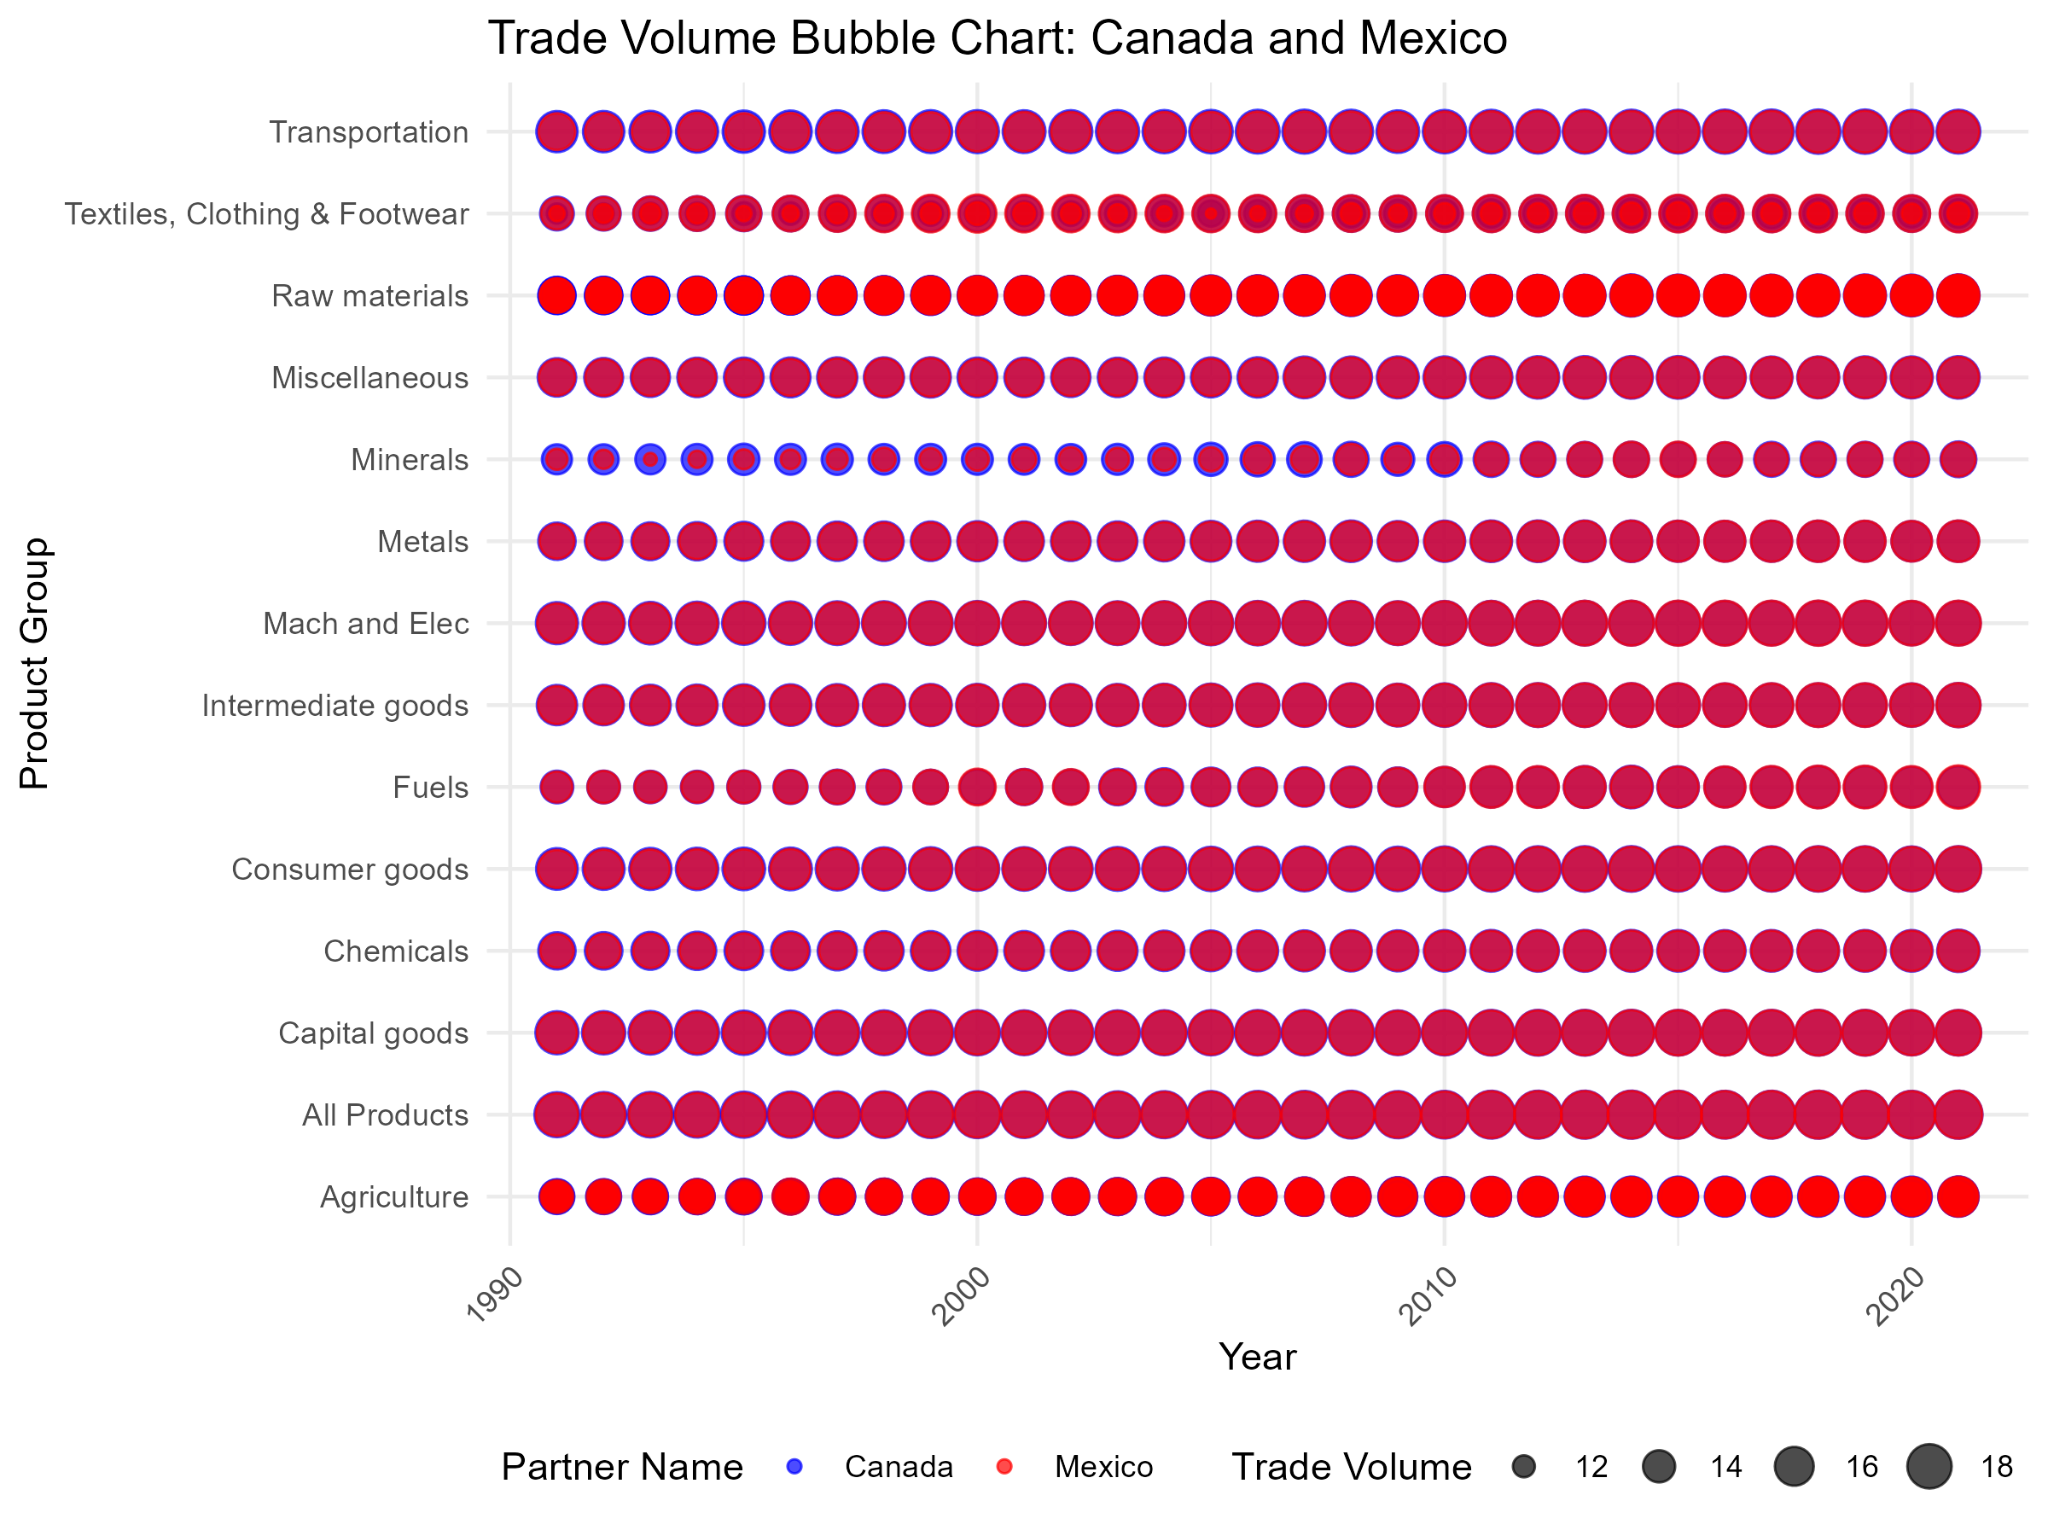 Trade Volume Bubble Chart: Canada and Mexico
Product Group
Transportation
Textiles, Clothing & Footwear
Raw materials
Miscellaneous
Minerals
Metals
Mach and Elec
Intermediate goods
Fuels
Consumer goods
Chemicals
Capital goods
All Products
Agriculture
1990 2000 2010 2020
Year
Partner Name Canada Mexico Trade Volume 12 14 16 18